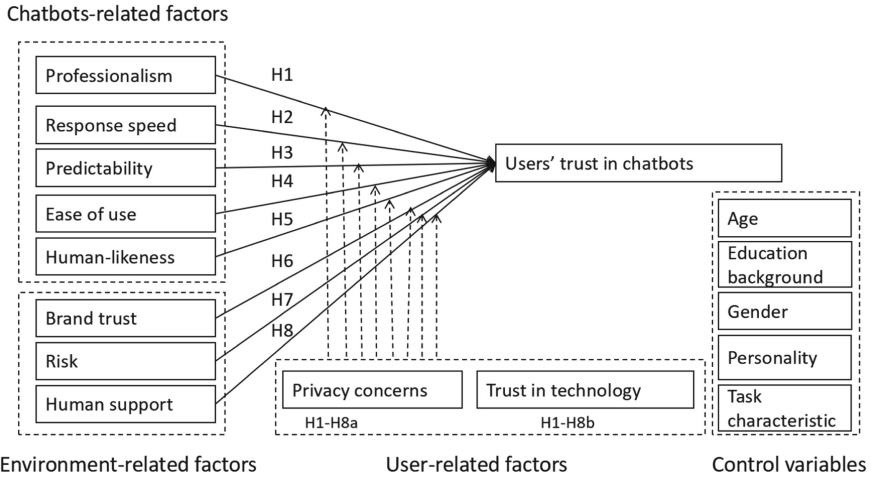 Chatbots-related factors
Professionalism
H1
Response speed
H2
Predictability
H3
H4
Ease of use
H5
Human-likeness
H6
Brand trust
H7
Risk
H8
Human support
Users’ trust in chatbots
Age
Education
background
Gender
Personality
Task
characteristic
Privacy concerns
Trust in technology
H1-H8a
H1-H8b
Environment-related factors
User-related factors
Control variables